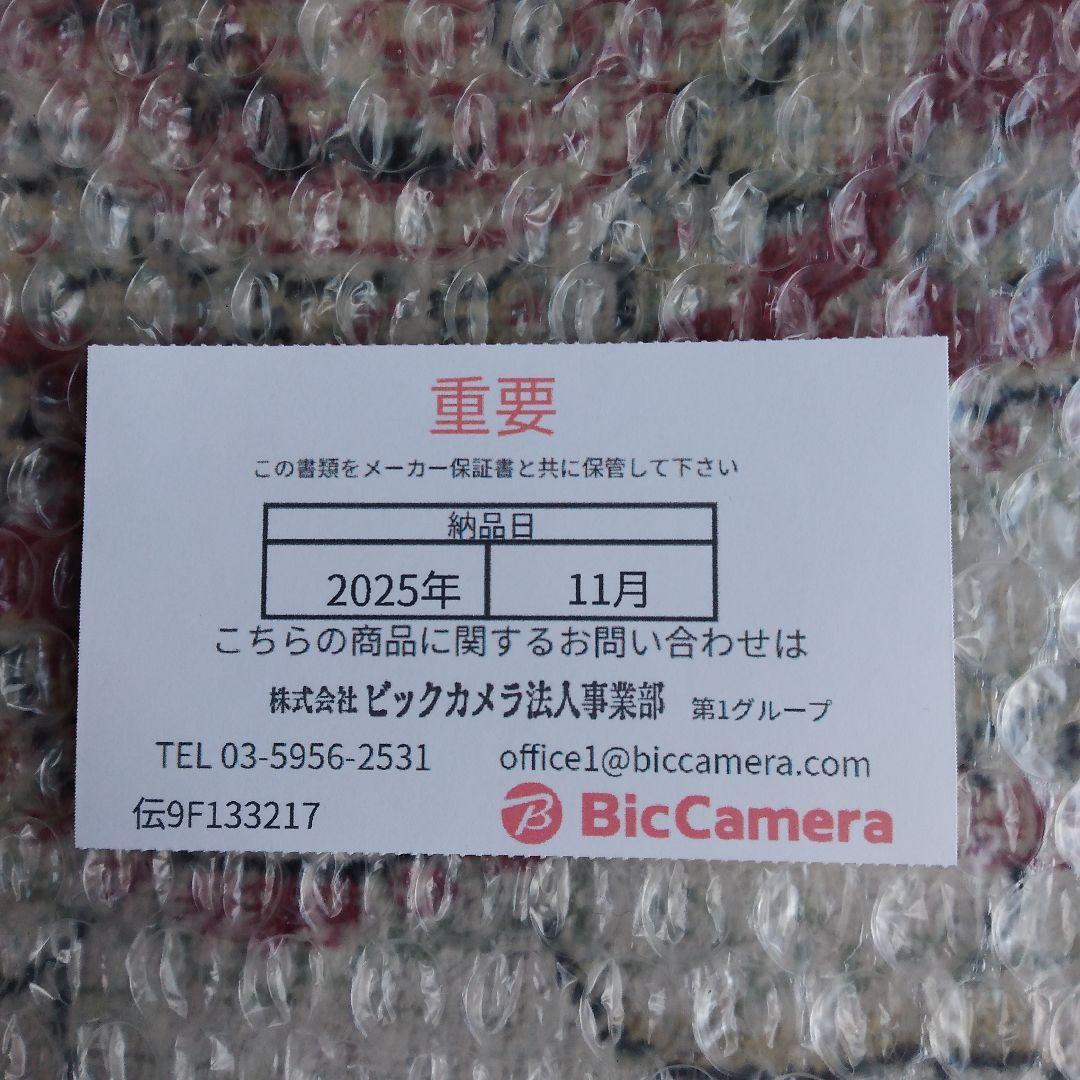 重要
この書類をメーカー保証書と共に保管して下さい
納品日
2025年 11月
こちらの商品に関するお問い合わせは
株式会社 ビックカメラ法人事業部 第1グループ
TEL 03-5956-2531 office1@biccamera.com
伝9F133217 B BicCamera